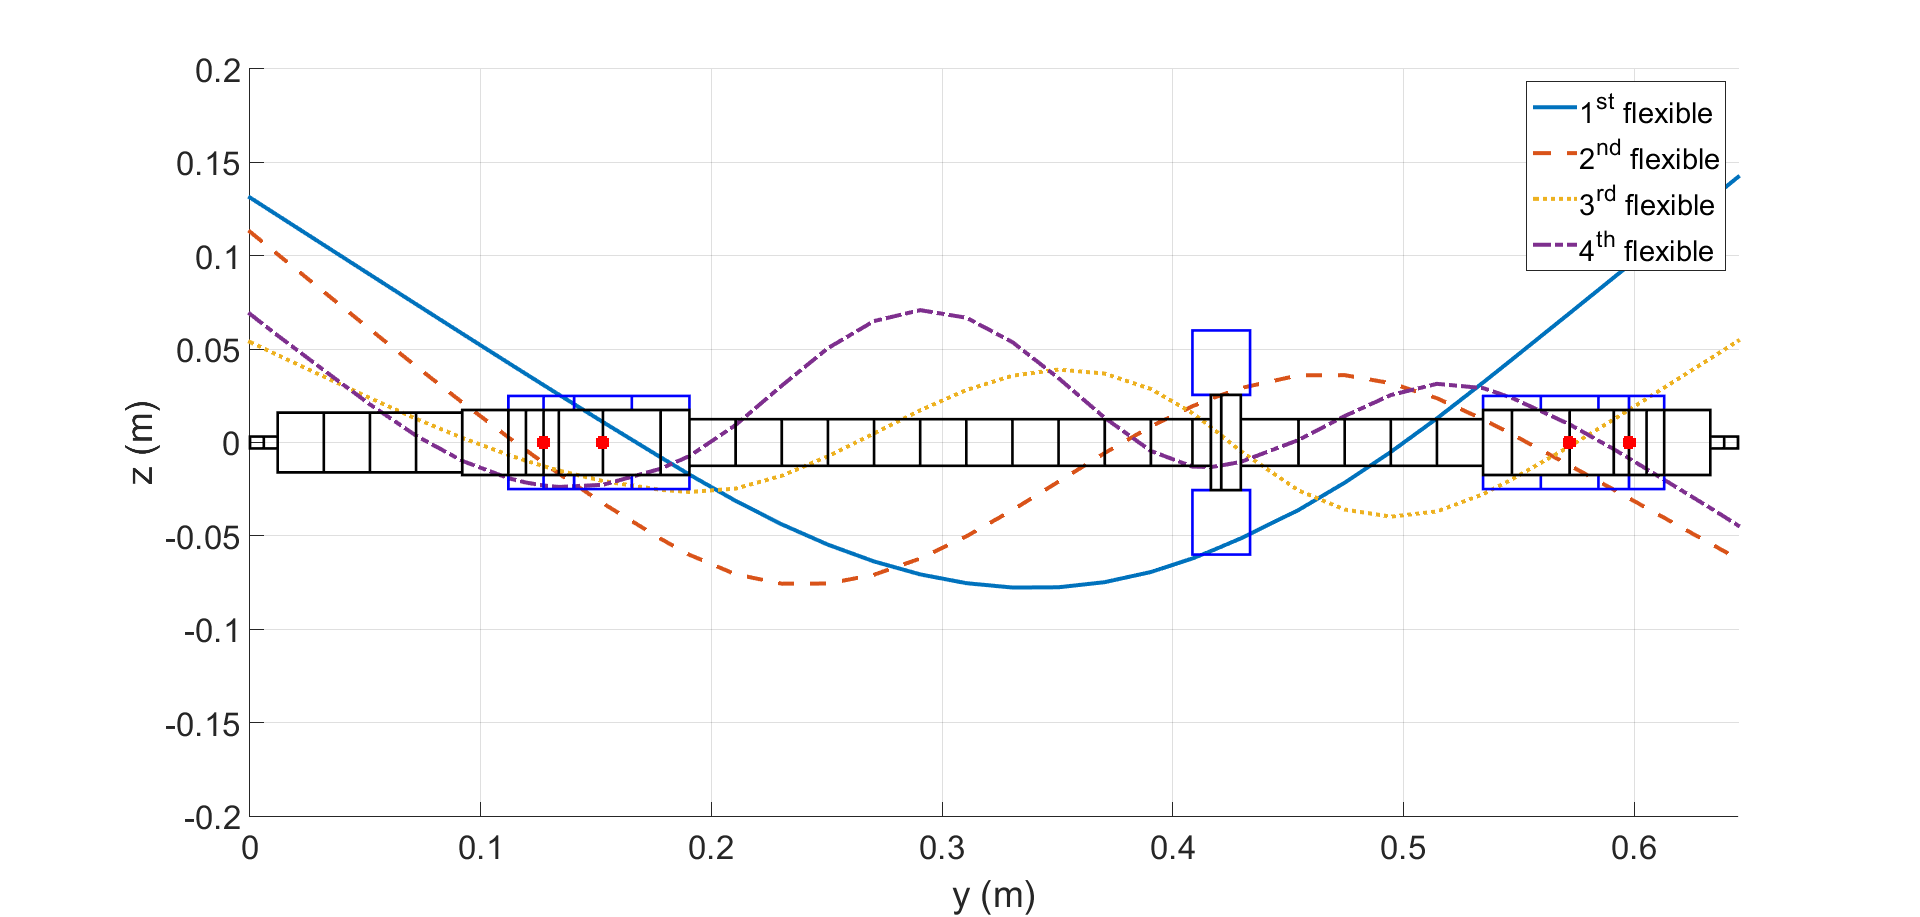 0.2
0.15
0.1
0.05
0
-0.05
-0.1
-0.15
-0.2
z (m)
1st flexible
2nd flexible
3rd flexible
4th flexible
0 0.1 0.2 0.3 0.4 0.5 0.6
y (m)